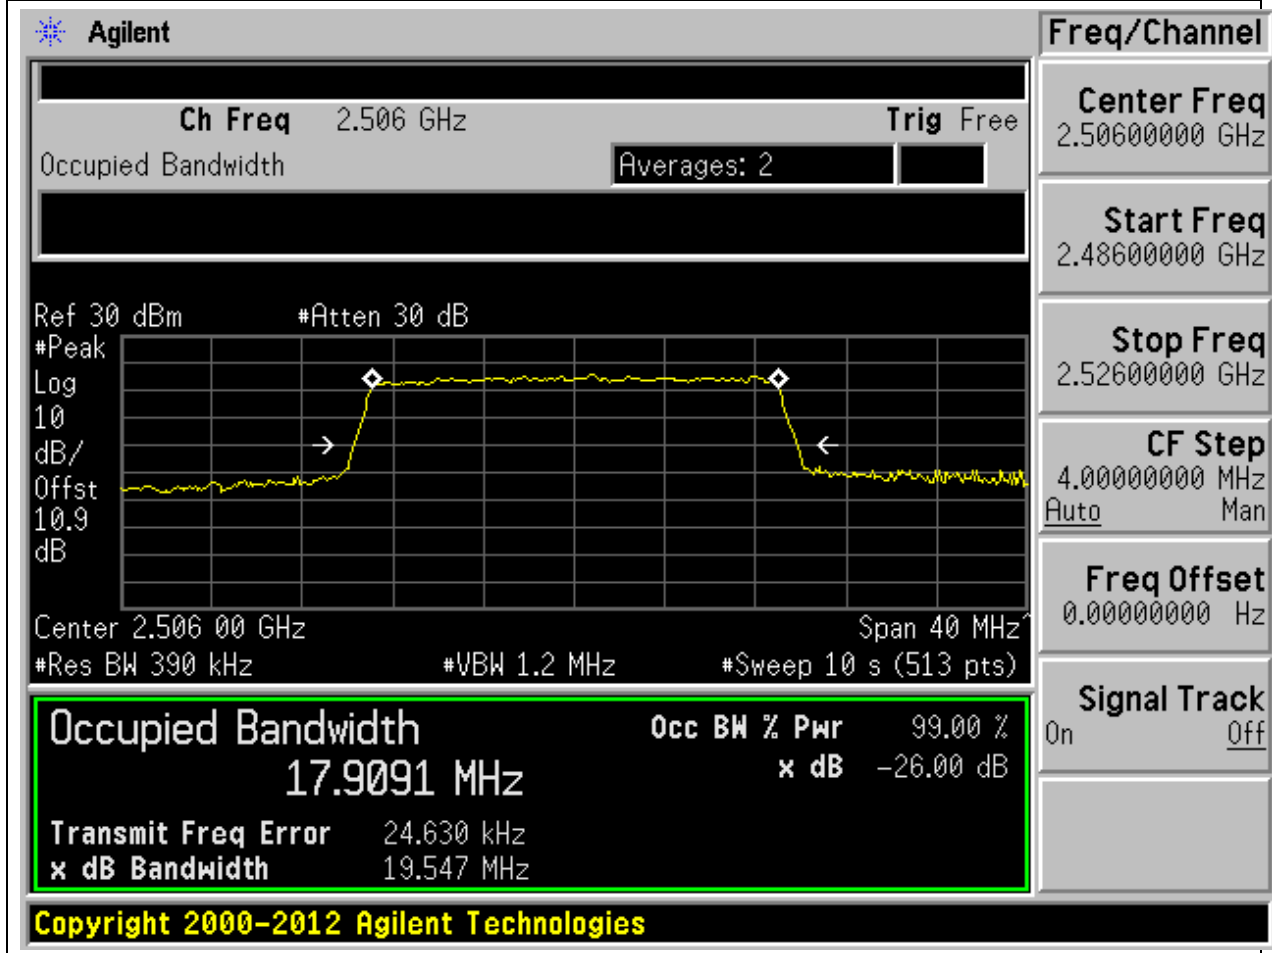 Agilent
Freq/Channel
Ch Freq 2.506 GHz Trig Free
Occupied Bandwidth Averages: 2
Center Freq
2.50600000 GHz
Start Freq
2.48600000 GHz
Stop Freq
2.52600000 GHz
CF Step
4.00000000 MHz
Auto Man
Freq Offset
0.00000000 Hz
Signal Track
On Off
Ref 30 dBm #Atten 30 dB
#Peak
Log
10
dB/
Offst
10.9
dB
Center 2.506 00 GHz Span 40 MHz^
#Res BW 390 kHz #VBW 1.2 MHz #Sweep 10 s (513 pts)
Occupied Bandwidth
17.9091 MHz
Occ BW % Pwr 99.00 %
x dB -26.00 dB
Transmit Freq Error 24.630 kHz
x dB Bandwidth 19.547 MHz
Copyright 2000-2012 Agilent Technologies